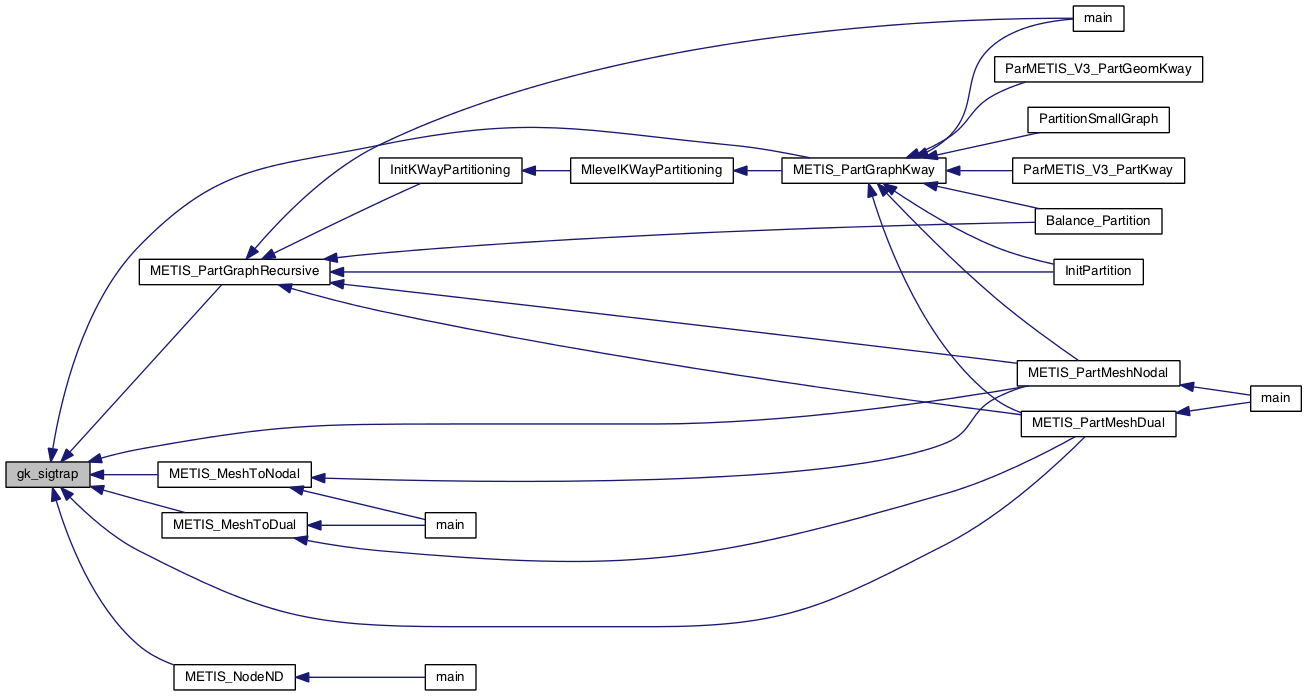 main
ParMETIS_V3_PartGeomKway
PartitionSmallGraph
InitKWayPartitioning
MlevelKWayPartitioning
METIS_PartGraphKway
ParMETIS_V3_PartKway
Balance_Partition
METIS_PartGraphRecursive
InitPartition
METIS_PartMeshNodal
main
METIS_PartMeshDual
gk_sigtrap
METIS_MeshToNodal
METIS_MeshToDual
main
METIS_NodeND
main